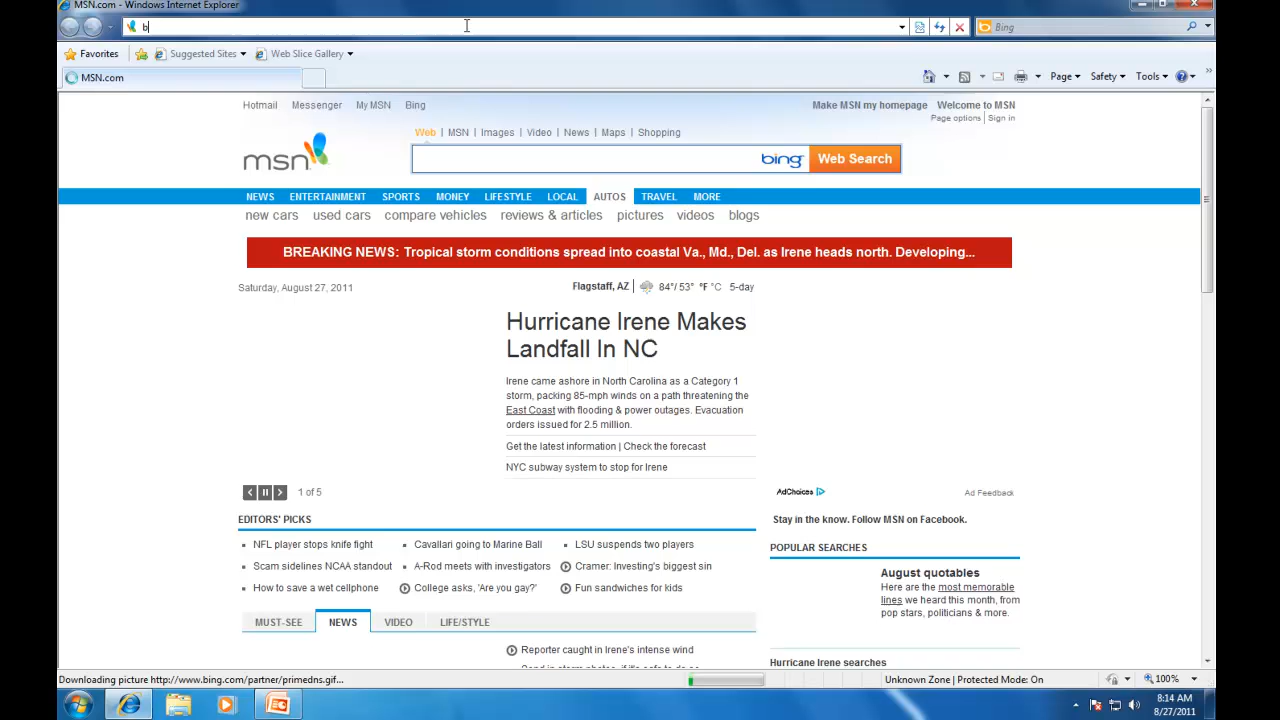 MSN.com - Windows Internet Explorer
b
Bing
Favorites Suggested Sites Web Slice Gallery
MSN.com Page Safety Tools
Hotmail Messenger My MSN Bing Make MSN my homepage Welcome to MSN
Page options | Sign in
Web | MSN | Images | Video | News | Maps | Shopping
msn bing Web Search
NEWS ENTERTAINMENT SPORTS MONEY LIFESTYLE LOCAL AUTOS TRAVEL MORE
new cars used cars compare vehicles reviews & articles pictures videos blogs
BREAKING NEWS: Tropical storm conditions spread into coastal Va., Md., Del. as Irene heads north. Developing...
Saturday, August 27, 2011 Flagstaff, AZ | 84°/ 53° °F °C 5-day
Hurricane Irene Makes
Landfall In NC
Irene came ashore in North Carolina as a Category 1
storm, packing 85-mph winds on a path threatening the
East Coast with flooding & power outages. Evacuation
orders issued for 2.5 million.
Get the latest information | Check the forecast
NYC subway system to stop for Irene
1 of 5 AdChoices Ad Feedback
EDITORS' PICKS Stay in the know. Follow MSN on Facebook.
NFL player stops knife fight Cavallari going to Marine Ball LSU suspends two players POPULAR SEARCHES
Scam sidelines NCAA standout A-Rod meets with investigators Cramer: Investing's biggest sin August quotables
How to save a wet cellphone College asks, 'Are you gay?' Fun sandwiches for kids Here are the most memorable
lines we heard this month, from
pop stars, politicians & more.
MUST-SEE NEWS VIDEO LIFE/STYLE
Reporter caught in Irene's intense wind
Hurricane Irene searches
Downloading picture http://www.bing.com/partner/primedns.gif... Unknown Zone | Protected Mode: On 100%
8:14 AM
8/27/2011